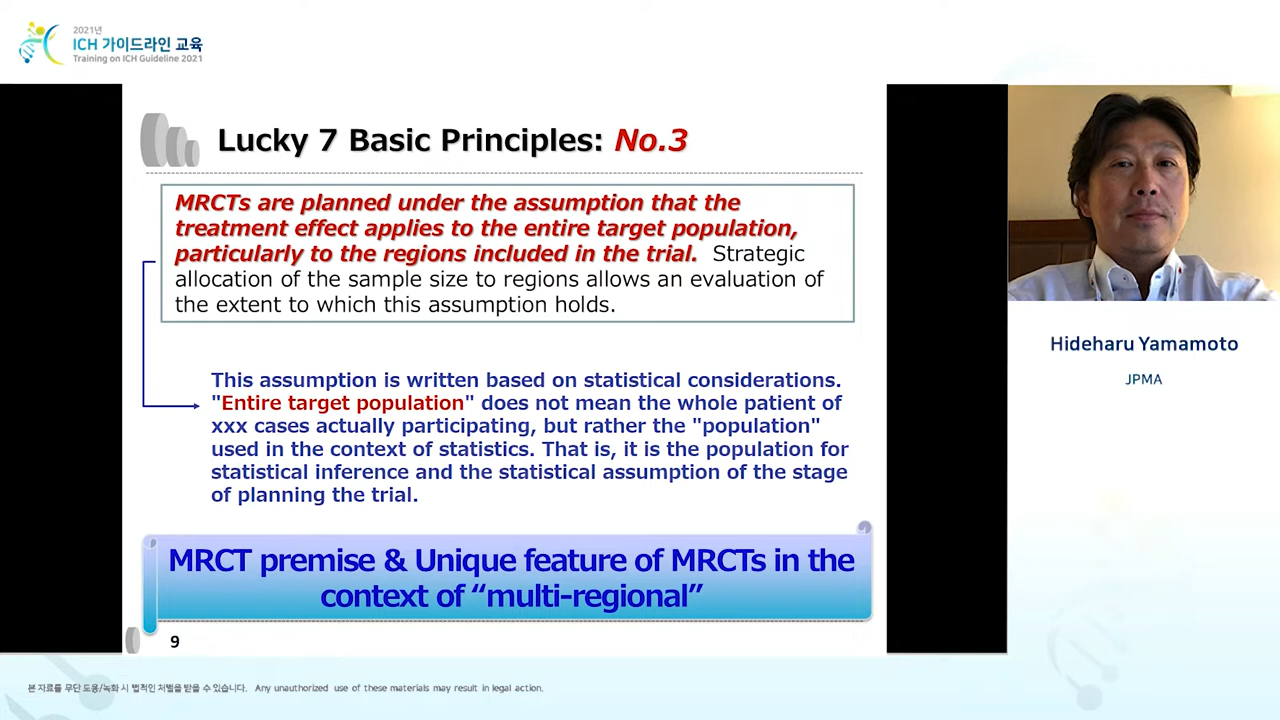 2021년
ICH 가이드라인 교육
Training on ICH Guideline 2021
Lucky 7 Basic Principles: No.3
MRCTs are planned under the assumption that the
treatment effect applies to the entire target population,
particularly to the regions included in the trial. Strategic
allocation of the sample size to regions allows an evaluation of
the extent to which this assumption holds.
This assumption is written based on statistical considerations.
"Entire target population" does not mean the whole patient of
xxx cases actually participating, but rather the "population"
used in the context of statistics. That is, it is the population for
statistical inference and the statistical assumption of the stage
of planning the trial.
MRCT premise & Unique feature of MRCTs in the
context of “multi-regional”
9
Hideharu Yamamoto
JPMA
본 자료를 무단 도용/녹화 시 법적인 처벌을 받을 수 있습니다. Any unauthorized use of these materials may result in legal action.